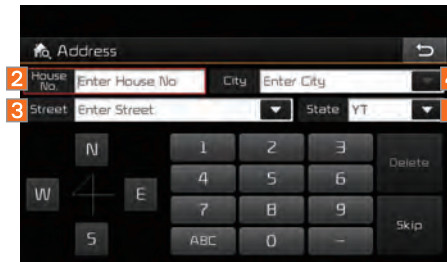 Address
2 House No. Enter House No City Enter City
3 Street Enter Street State YT
N 1 2 3 Delete
W E 4 5 6
7 8 9 Skip
S ABC 0 -